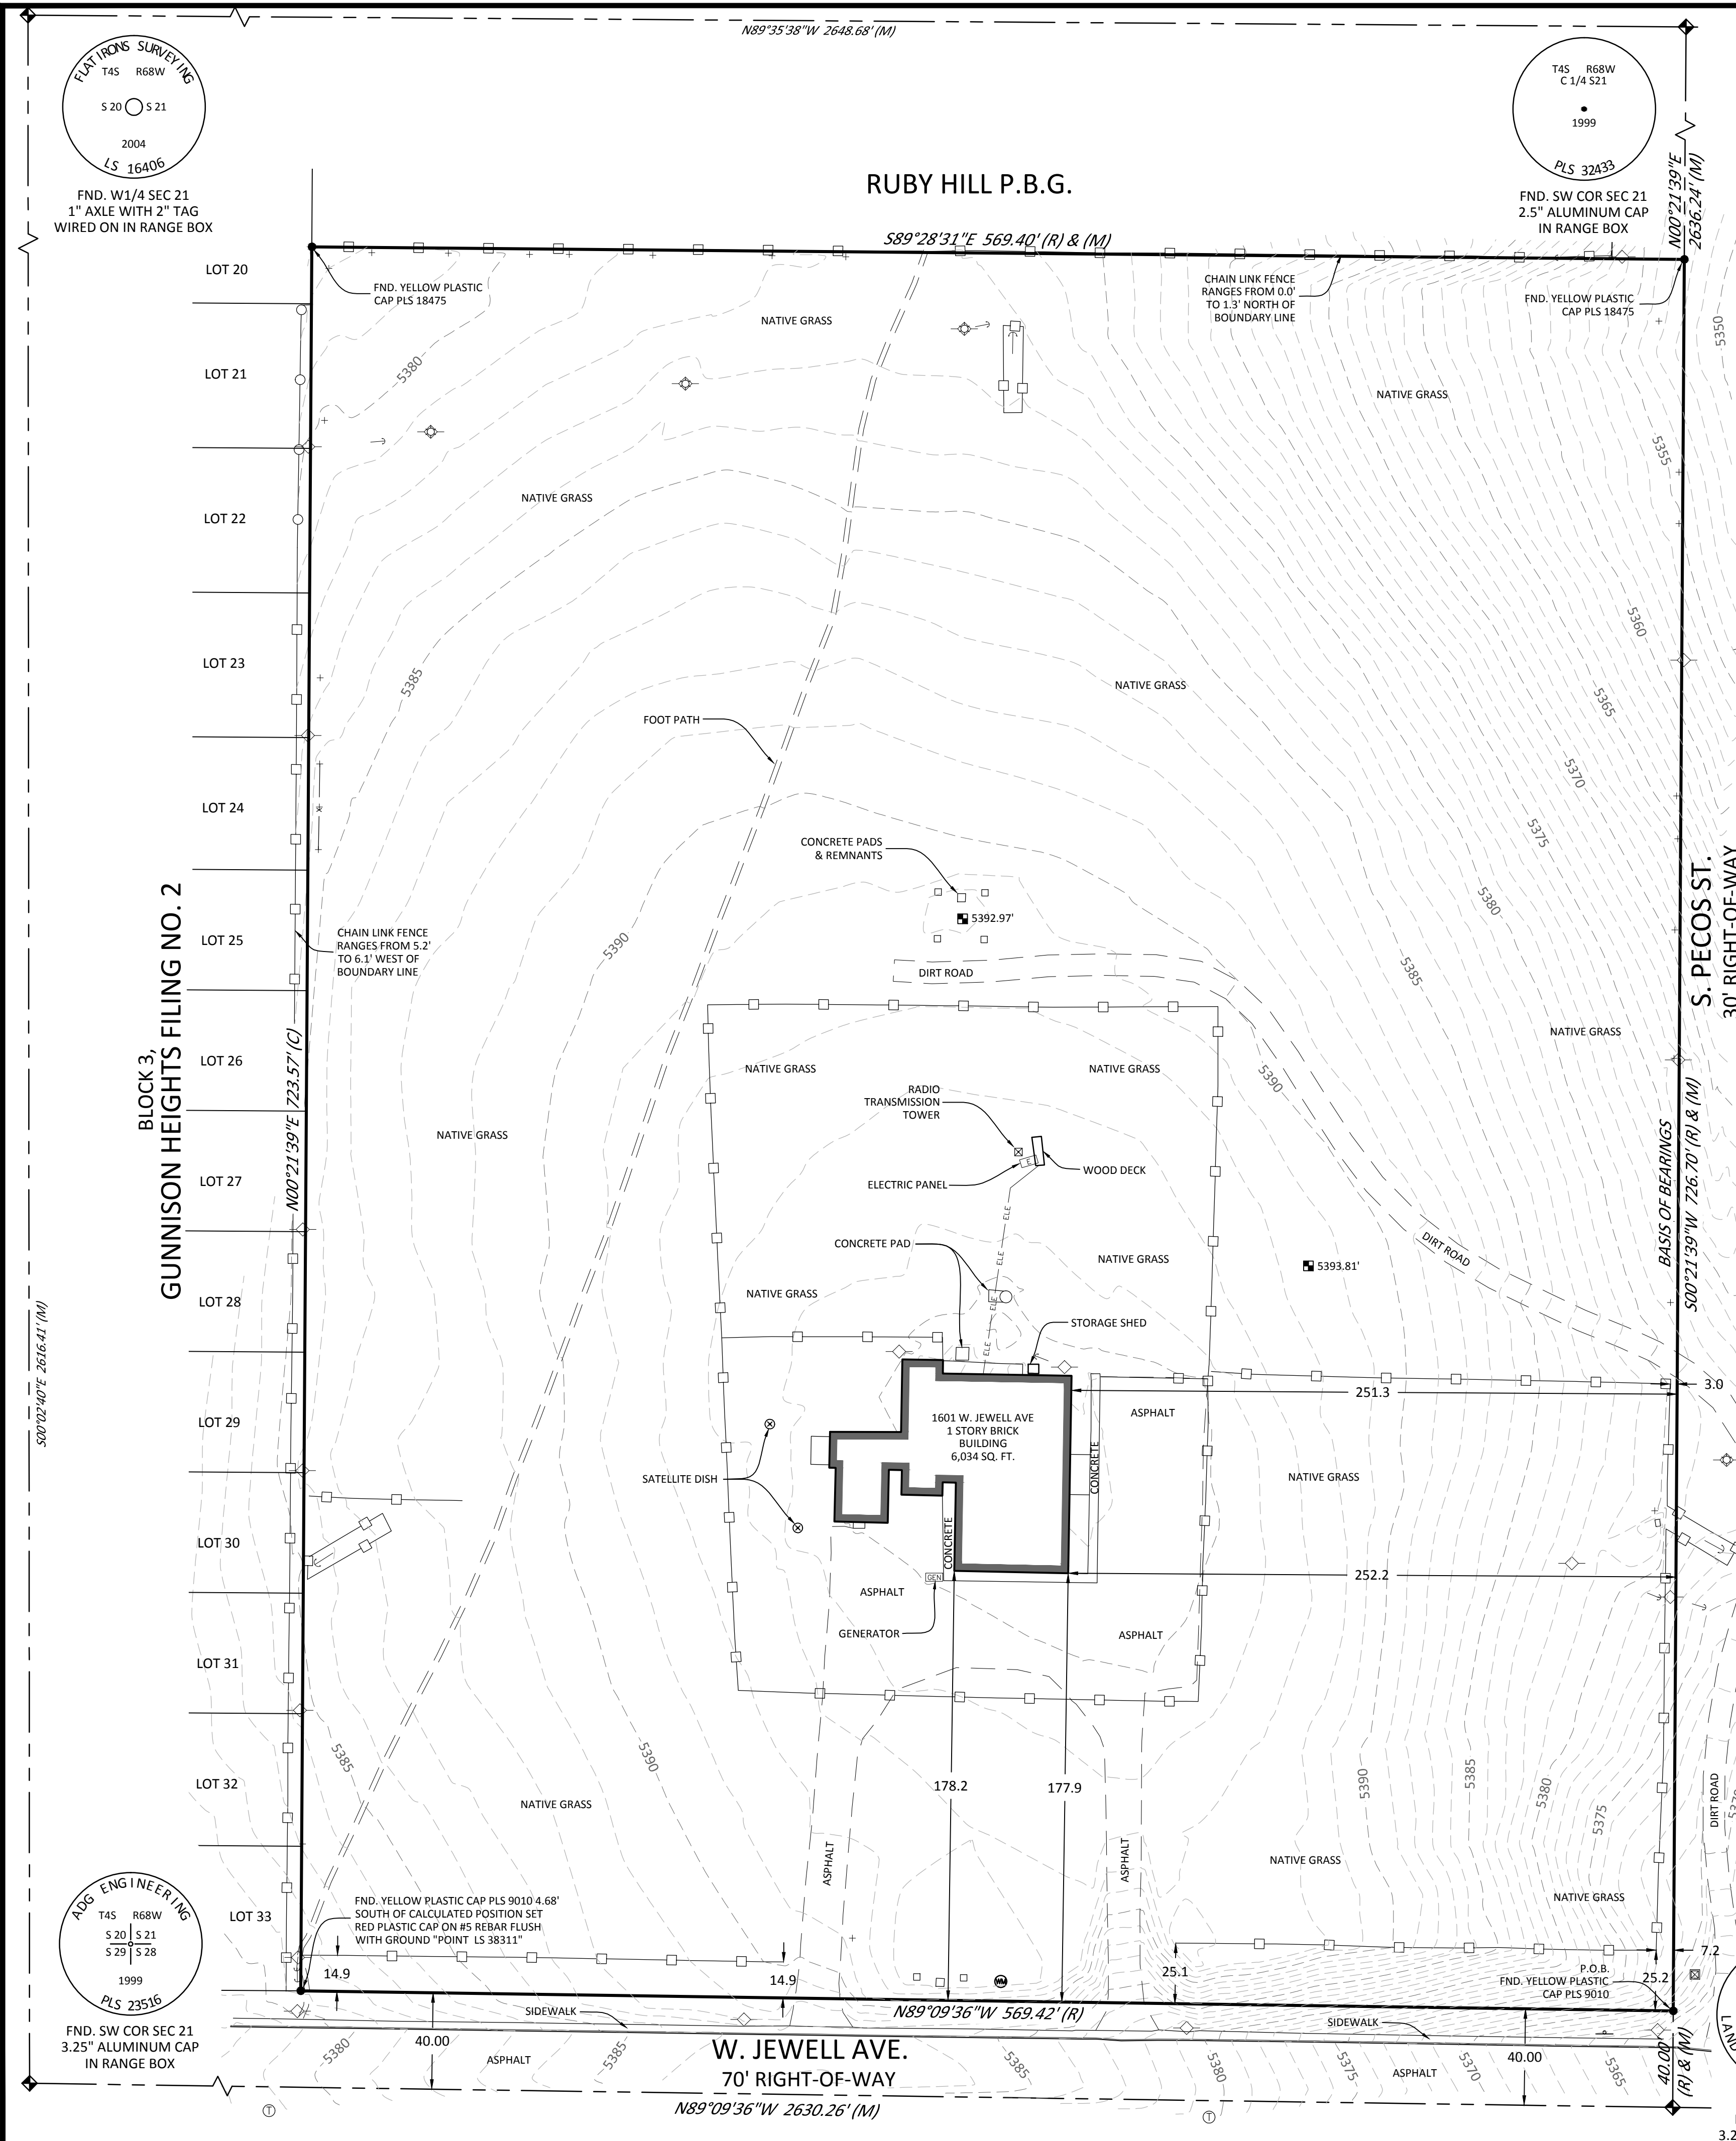 N89°35'38"W 2648.68' (M)
FLATIRONS SURVEYING
T4S R68W
S 20 S 21
2004
LS 16406
FND. W1/4 SEC 21
1" AXLE WITH 2" TAG
WIRED ON IN RANGE BOX
T4S R68W
C 1/4 S21
1999
PLS 32433
FND. SW COR SEC 21
2.5" ALUMINUM CAP
IN RANGE BOX
N00°21'39"E
2636.24' (M)
RUBY HILL P.B.G.
S89°28'31"E 569.40' (R) & (M)
LOT 20
FND. YELLOW PLASTIC
CAP PLS 18475
CHAIN LINK FENCE
RANGES FROM 0.0'
TO 1.3' NORTH OF
BOUNDARY LINE
FND. YELLOW PLASTIC
CAP PLS 18475
NATIVE GRASS
5350
LOT 21
5380
NATIVE GRASS
5355
NATIVE GRASS
LOT 22
5360
LOT 23
5385
NATIVE GRASS
5365
FOOT PATH
5370
LOT 24
5375
CONCRETE PADS
& REMNANTS
5380
5392.97'
S. PECOS ST.
30' RIGHT-OF-WAY
BLOCK 3,
GUNNISON HEIGHTS FILING NO. 2
LOT 25
CHAIN LINK FENCE
RANGES FROM 5.2'
TO 6.1' WEST OF
BOUNDARY LINE
5390
DIRT ROAD
5385
NATIVE GRASS
LOT 26
N00°21'39"E 723.57' (C)
NATIVE GRASS
NATIVE GRASS
5390
RADIO
TRANSMISSION
TOWER
NATIVE GRASS
BASIS OF BEARINGS
S00°21'39"W 726.70' (R) & (M)
LOT 27
E
WOOD DECK
ELECTRIC PANEL
ELE
CONCRETE PAD
ELE
NATIVE GRASS
DIRT ROAD
5393.81'
LOT 28
NATIVE GRASS
ELE
STORAGE SHED
ELE
S00°02'40"E 2616.41' (M)
251.3
3.0
LOT 29
1601 W. JEWELL AVE
1 STORY BRICK
BUILDING
6,034 SQ. FT.
ASPHALT
CONCRETE
SATELLITE DISH
NATIVE GRASS
LOT 30
CONCRETE
GEN
252.2
ASPHALT
GENERATOR
ASPHALT
LOT 31
5385
5390
LOT 32
178.2
177.9
NATIVE GRASS
5390
5385
5380
5375
DIRT ROAD
5370
ASPHALT
ASPHALT
NATIVE GRASS
NATIVE GRASS
ADG ENGINEERING
T4S R68W
S 20 S 21
S 29 S 28
1999
PLS 23516
FND. SW COR SEC 21
3.25" ALUMINUM CAP
IN RANGE BOX
LOT 33
FND. YELLOW PLASTIC CAP PLS 9010 4.68'
SOUTH OF CALCULATED POSITION SET
RED PLASTIC CAP ON #5 REBAR FLUSH
WITH GROUND "POINT LS 38311"
14.9
14.9
WM
25.1
P.O.B.
FND. YELLOW PLASTIC
CAP PLS 9010
25.2
7.2
LAND
N89°09'36"W 569.42' (R)
SIDEWALK
SIDEWALK
5380
40.00
ASPHALT
5385
W. JEWELL AVE.
70' RIGHT-OF-WAY
5385
5380
5375
ASPHALT
5370
40.00
5365
40.00'
(R) & (M)
N89°09'36"W 2630.26' (M)
T
T
3.2